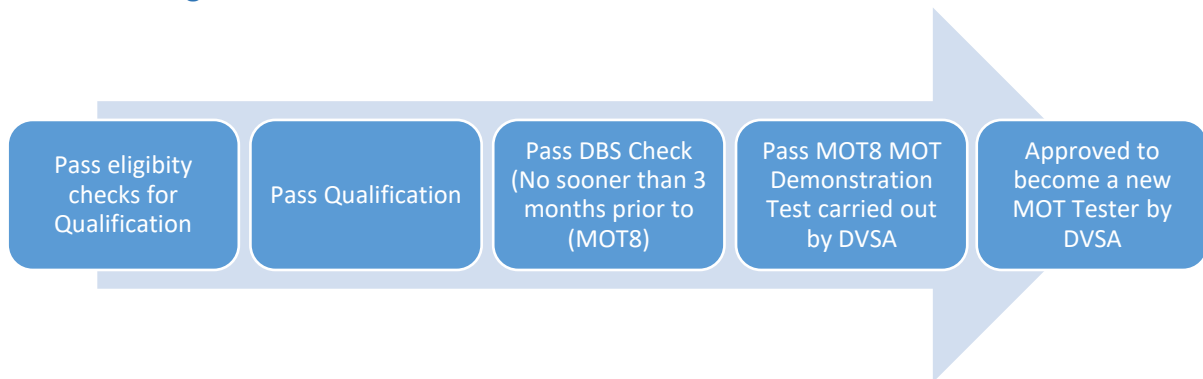 Pass eligibity
checks for
Qualification
Pass Qualification
Pass DBS Check
(No sooner than 3
months prior to
(MOT8)
Pass MOT8 MOT
Demonstration
Test carried out
by DVSA
Approved to
become a new
MOT Tester by
DVSA